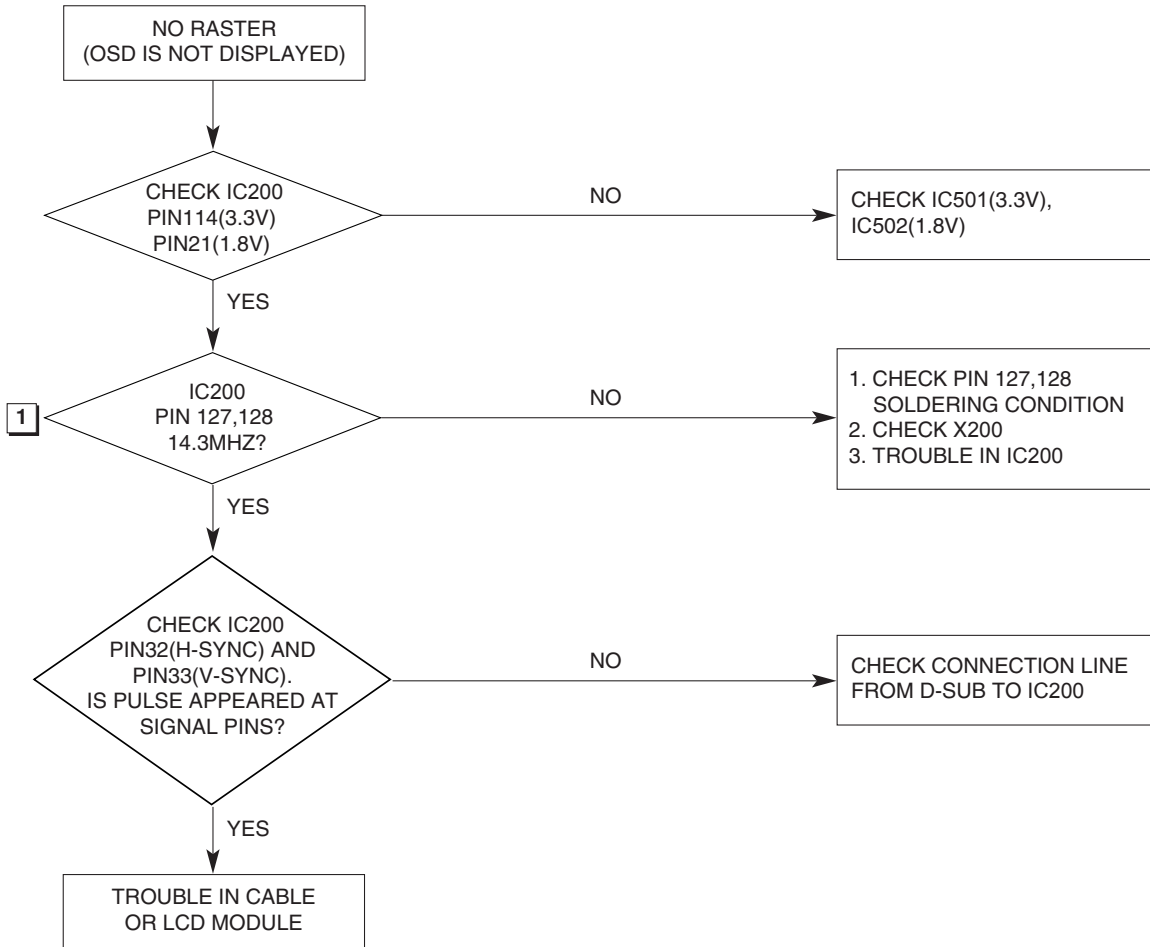 NO RASTER
(OSD IS NOT DISPLAYED)
CHECK IC200
PIN114(3.3V)
PIN21(1.8V)
NO
CHECK IC501(3.3V),
IC502(1.8V)
YES
1
IC200
PIN 127,128
14.3MHZ?
NO
1. CHECK PIN 127,128
SOLDERING CONDITION
2. CHECK X200
3. TROUBLE IN IC200
YES
CHECK IC200
PIN32(H-SYNC) AND
PIN33(V-SYNC).
IS PULSE APPEARED AT
SIGNAL PINS?
NO
CHECK CONNECTION LINE
FROM D-SUB TO IC200
YES
TROUBLE IN CABLE
OR LCD MODULE